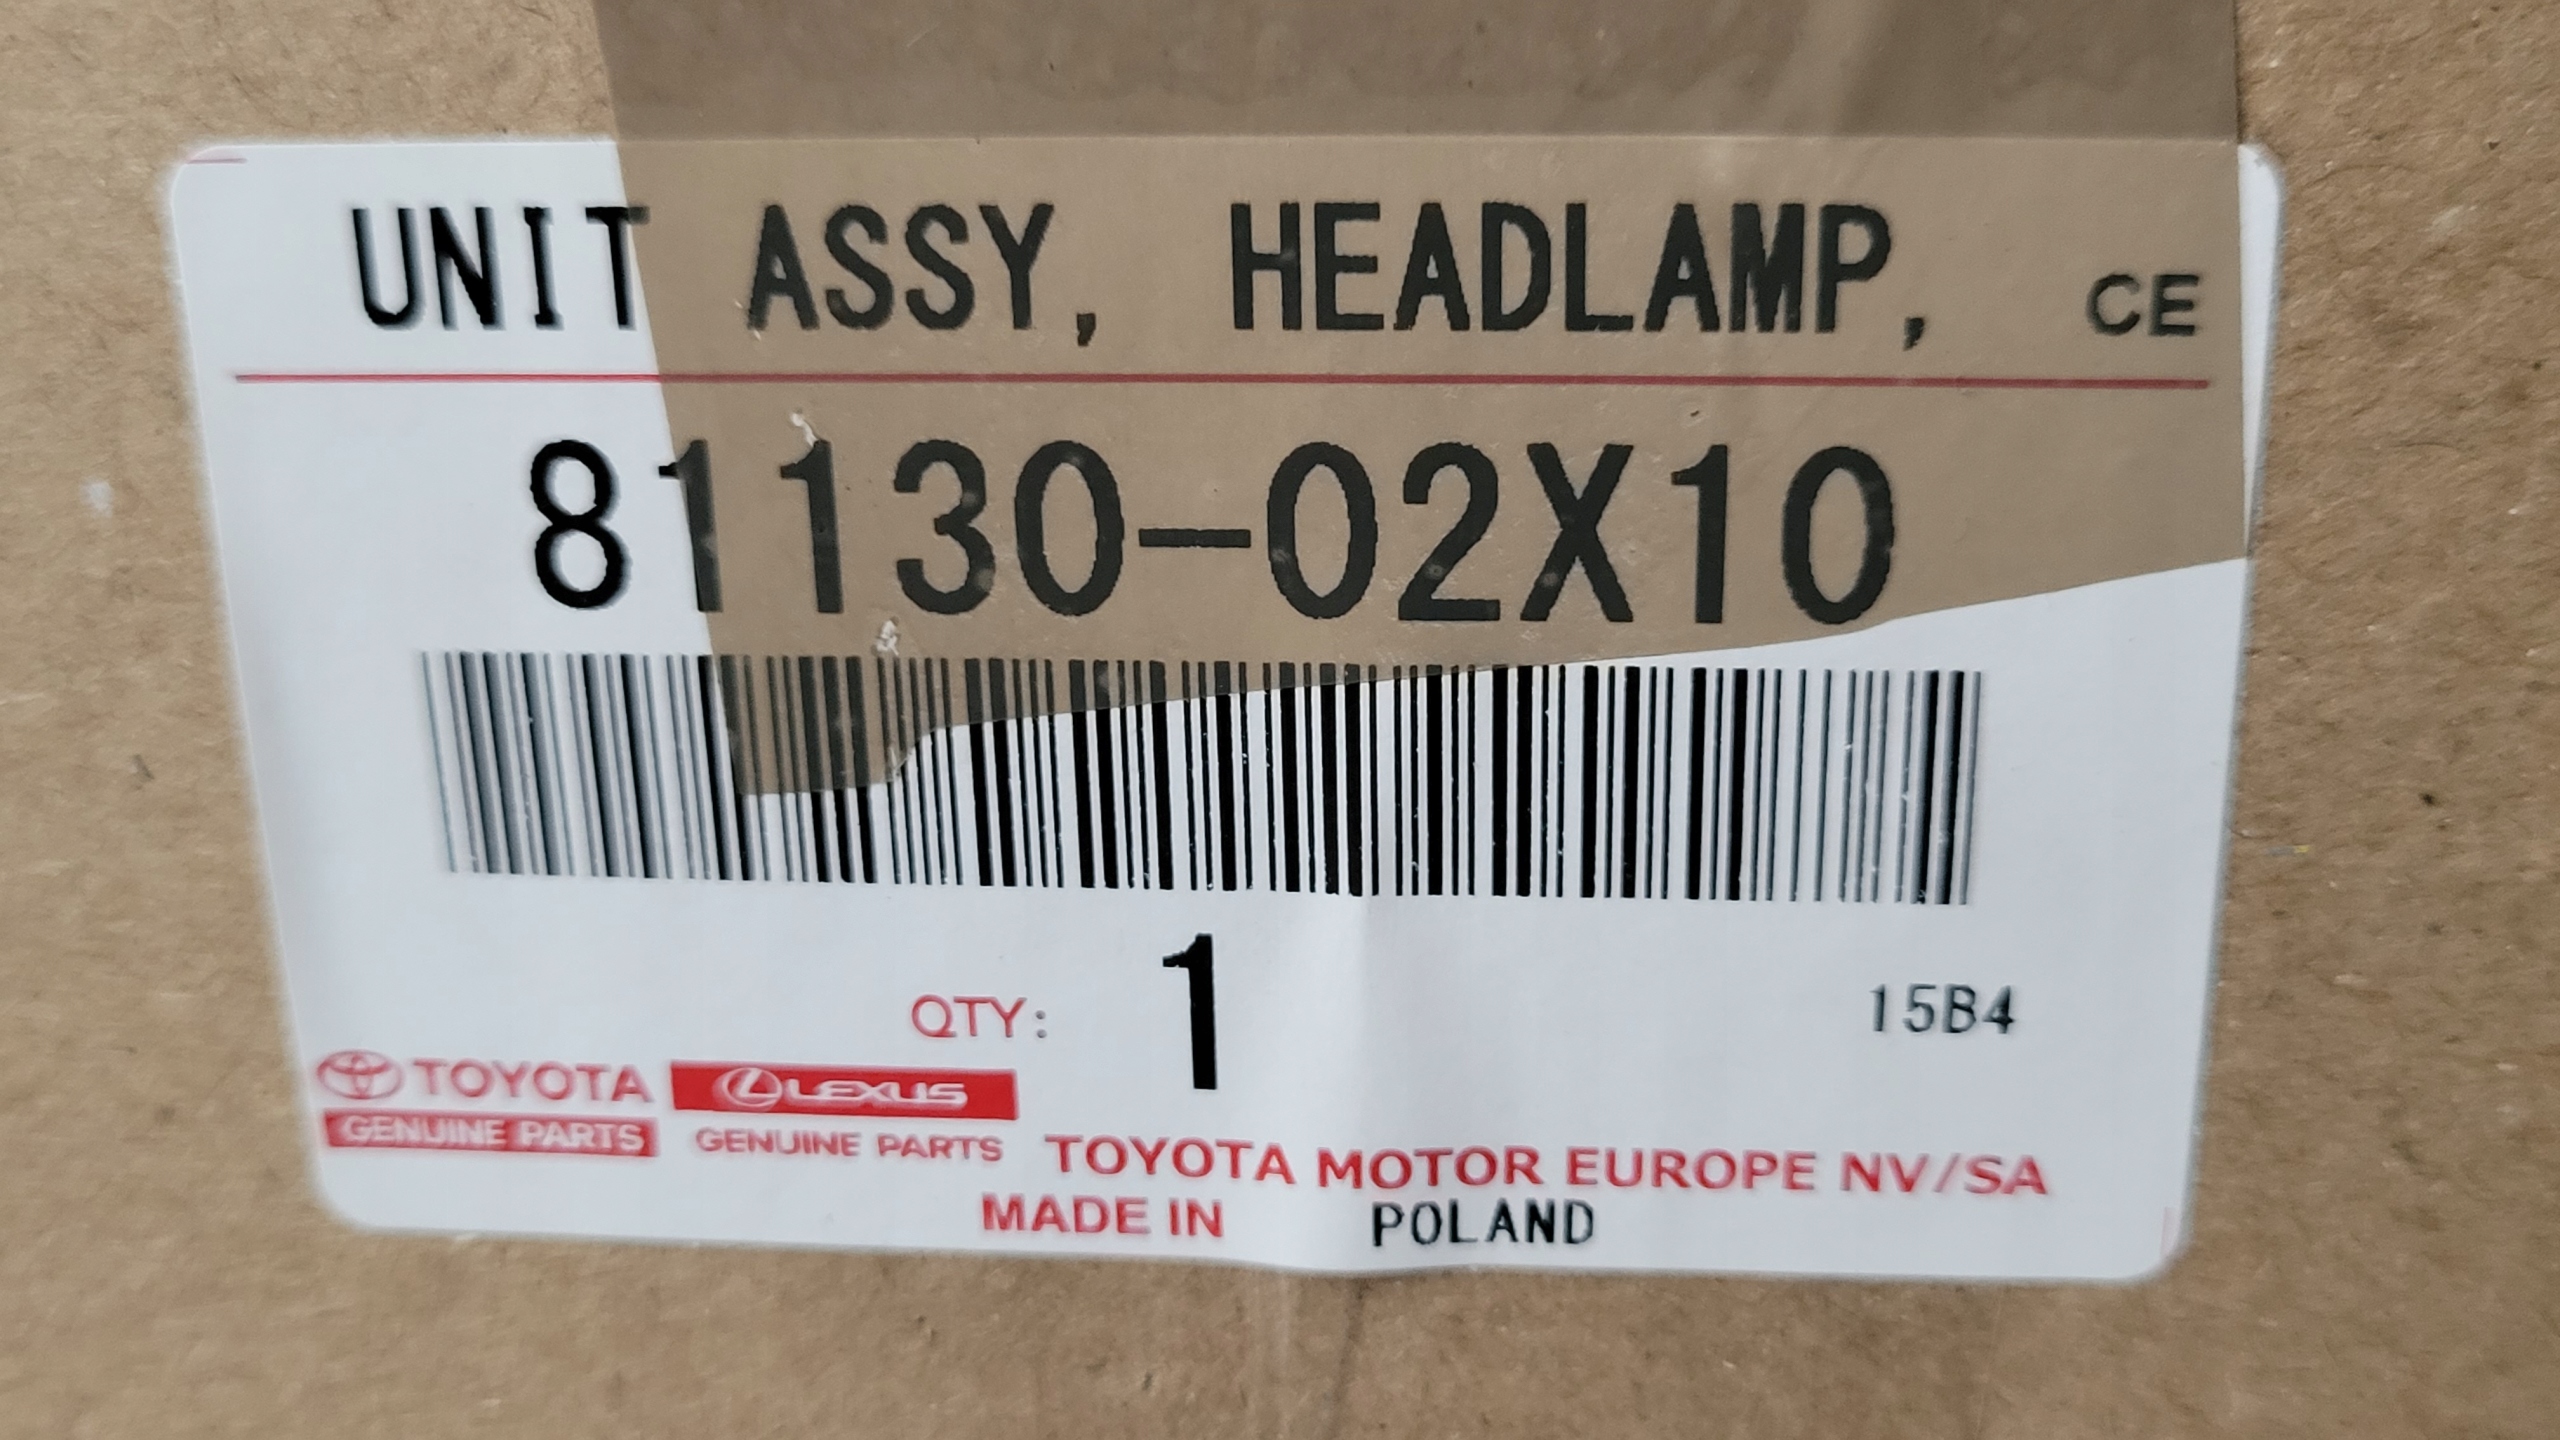 UNIT ASSY, HEADLAMP, CE
81130-02X10
QTY: 1 15B4
TOYOTA LEXUS
GENUINE PARTS GENUINE PARTS TOYOTA MOTOR EUROPE NV/SA
MADE IN POLAND